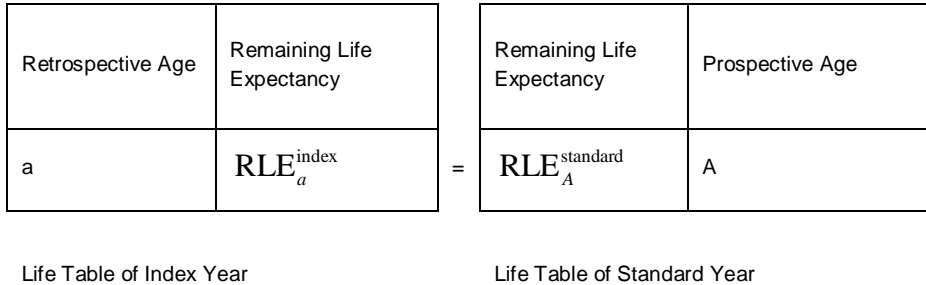 Retrospective Age
Remaining Life
Expectancy
Remaining Life
Expectancy
Prospective Age
a
RLE_a^index
=
RLE_A^standard
A
Life Table of Index Year
Life Table of Standard Year